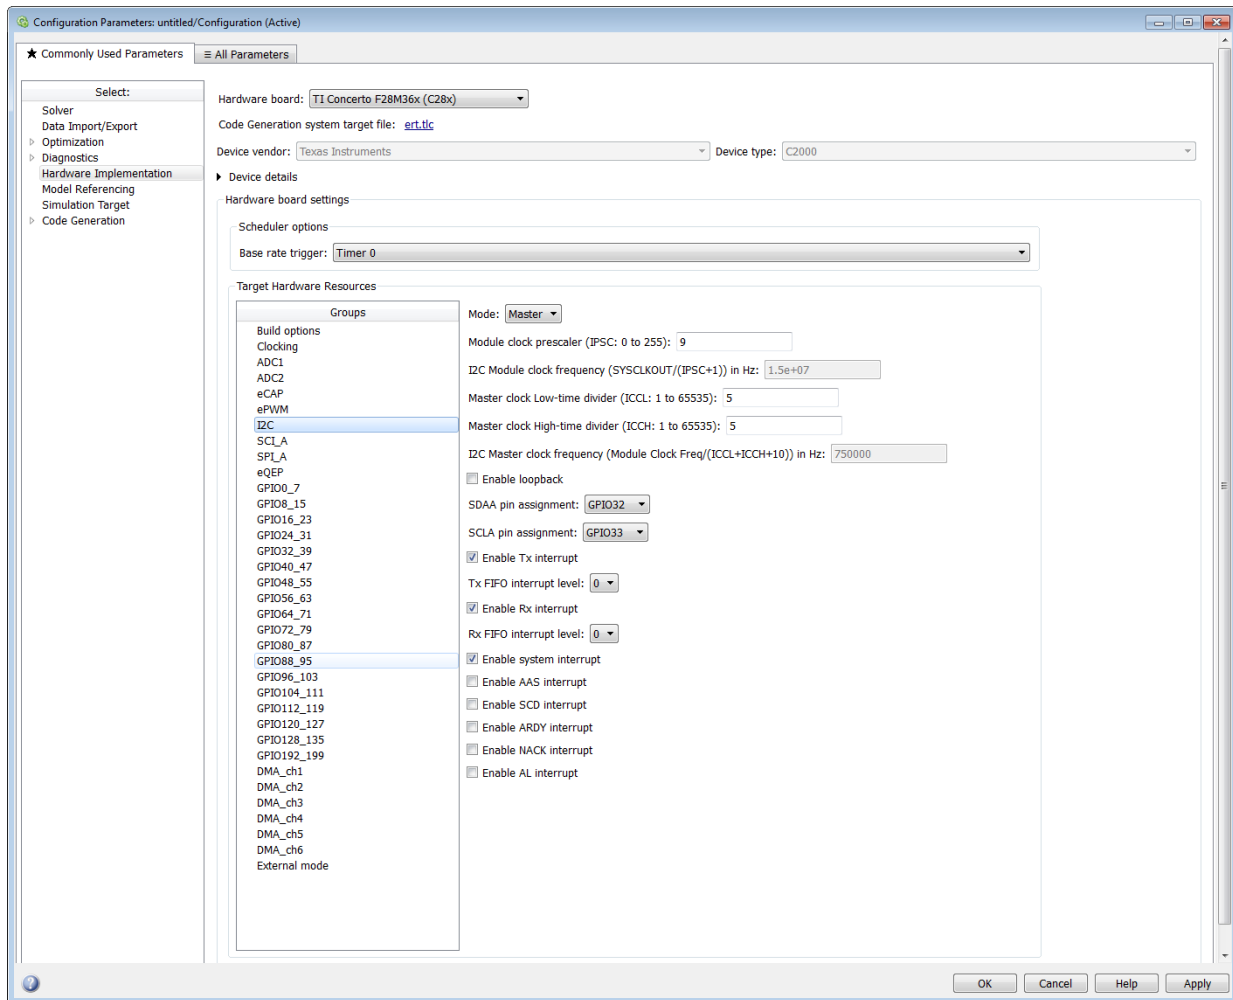 Configuration Parameters: untitled/Configuration (Active)
★ Commonly Used Parameters
≡ All Parameters
Select:
Solver
Data Import/Export
Optimization
Diagnostics
Hardware Implementation
Model Referencing
Simulation Target
Code Generation
Hardware board: TI Concerto F28M36x (C28x)
Code Generation system target file: ert.tlc
Device vendor: Texas Instruments Device type: C2000
Device details
Hardware board settings
Scheduler options
Base rate trigger: Timer 0
Target Hardware Resources
Groups
Build options
Clocking
ADC1
ADC2
eCAP
ePWM
I2C
SCI_A
SPI_A
eQEP
GPIO0_7
GPIO8_15
GPIO16_23
GPIO24_31
GPIO32_39
GPIO40_47
GPIO48_55
GPIO56_63
GPIO64_71
GPIO72_79
GPIO80_87
GPIO88_95
GPIO96_103
GPIO104_111
GPIO112_119
GPIO120_127
GPIO128_135
GPIO192_199
DMA_ch1
DMA_ch2
DMA_ch3
DMA_ch4
DMA_ch5
DMA_ch6
External mode
Mode: Master
Module clock prescaler (IPSC: 0 to 255): 9
I2C Module clock frequency (SYSCLKOUT/(IPSC+1)) in Hz: 1.5e+07
Master clock Low-time divider (ICCL: 1 to 65535): 5
Master clock High-time divider (ICCH: 1 to 65535): 5
I2C Master clock frequency (Module Clock Freq/(ICCL+ICCH+10)) in Hz: 750000
Enable loopback
SDAA pin assignment: GPIO32
SCLA pin assignment: GPIO33
Enable Tx interrupt
Tx FIFO interrupt level: 0
Enable Rx interrupt
Rx FIFO interrupt level: 0
Enable system interrupt
Enable AAS interrupt
Enable SCD interrupt
Enable ARDY interrupt
Enable NACK interrupt
Enable AL interrupt
OK Cancel Help Apply